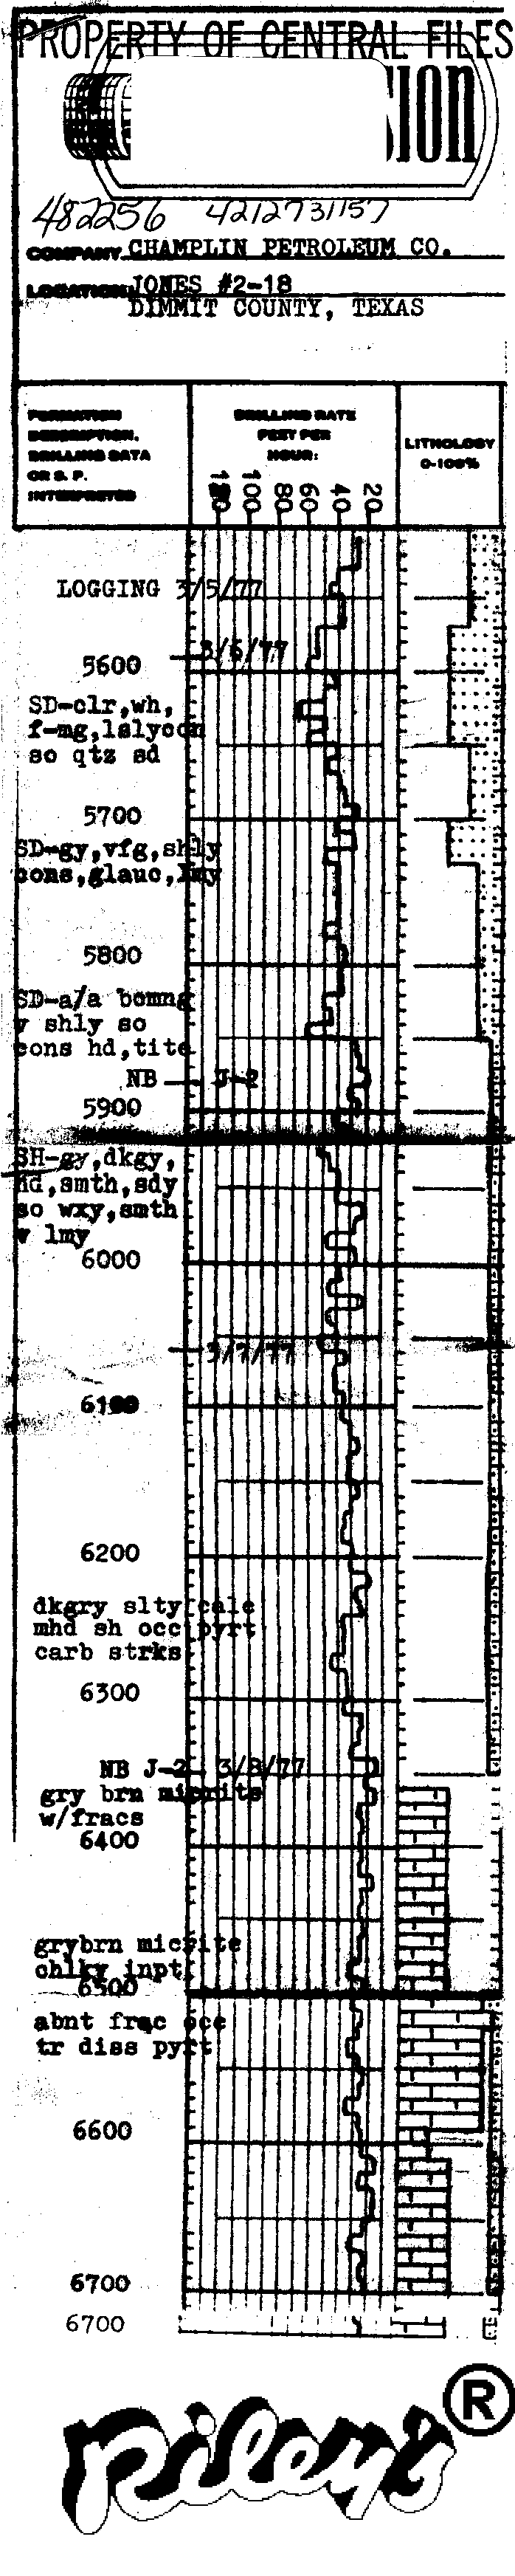 PROPERTY OF CENTRAL FILES
ion
482256 4212731157
COMPANY CHAMPLIN PETROLEUM CO.
LOCATION JONES #2-18
DIMMIT COUNTY, TEXAS
FORMATION
DESCRIPTION,
DRILLING DATA
OR S. P.
INTERPRETED
DRILLING RATE
FEET PER
HOUR:
100 80 60 40 20
LITHOLOGY
0-100%
LOGGING 3/5/77
3/6/77
5600
SD-clr,wh,
f-mg,lslycon
so qtz sd
5700
SD-gy,vfg,shly
cons,glauc,lmy
5800
SD-a/a bcmng
v shly so
cons hd,tite
NB J-2
5900
SH-gy,dkgy,
hd,smth,sdy
so wxy,smth
v lmy
6000
3/7/77
6100
6200
dkgry slty calc
mhd sh occ pyrt
carb strks
6300
NB J-2 3/8/77
gry brn micrite
w/fracs
6400
grybrn micrite
chlky inpt
6500
abnt frac occ
tr diss pyrt
6600
6700
6700
Riley's ®